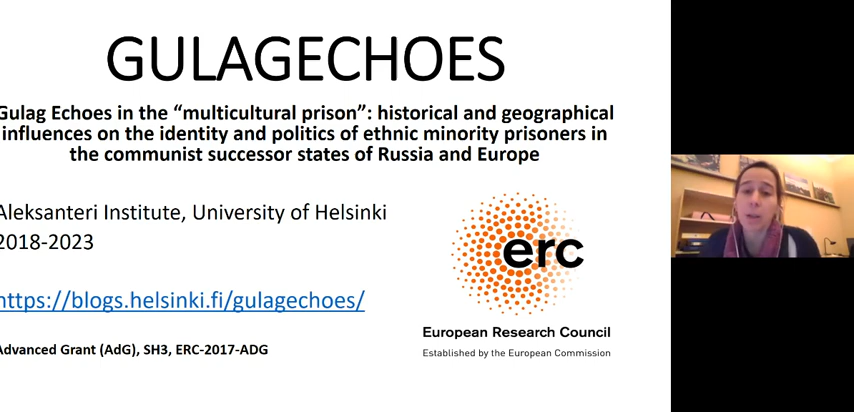 GULAGECHOES
Gulag Echoes in the “multicultural prison”: historical and geographical
influences on the identity and politics of ethnic minority prisoners in
the communist successor states of Russia and Europe
Aleksanteri Institute, University of Helsinki
2018-2023
https://blogs.helsinki.fi/gulagechoes/
Advanced Grant (AdG), SH3, ERC-2017-ADG
erc
European Research Council
Established by the European Commission